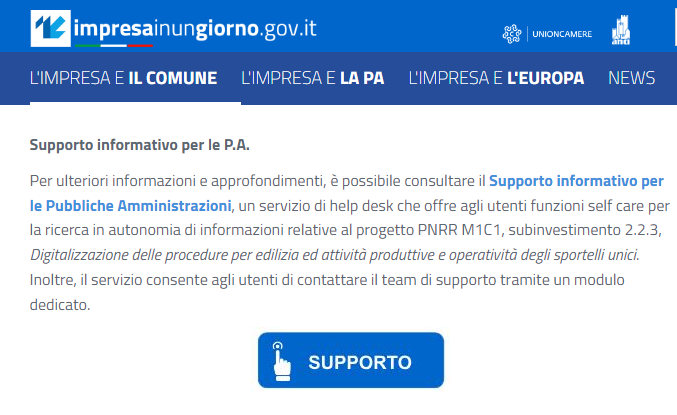 impresainungiorno.gov.it
UNIONCAMERE
anci
L'IMPRESA E IL COMUNE L'IMPRESA E LA PA L'IMPRESA E L'EUROPA NEWS
Supporto informativo per le P.A.
Per ulteriori informazioni e approfondimenti, è possibile consultare il Supporto informativo per
le Pubbliche Amministrazioni, un servizio di help desk che offre agli utenti funzioni self care per
la ricerca in autonomia di informazioni relative al progetto PNRR M1C1, subinvestimento 2.2.3,
Digitalizzazione delle procedure per edilizia ed attività produttive e operatività degli sportelli unici.
Inoltre, il servizio consente agli utenti di contattare il team di supporto tramite un modulo
dedicato.
SUPPORTO